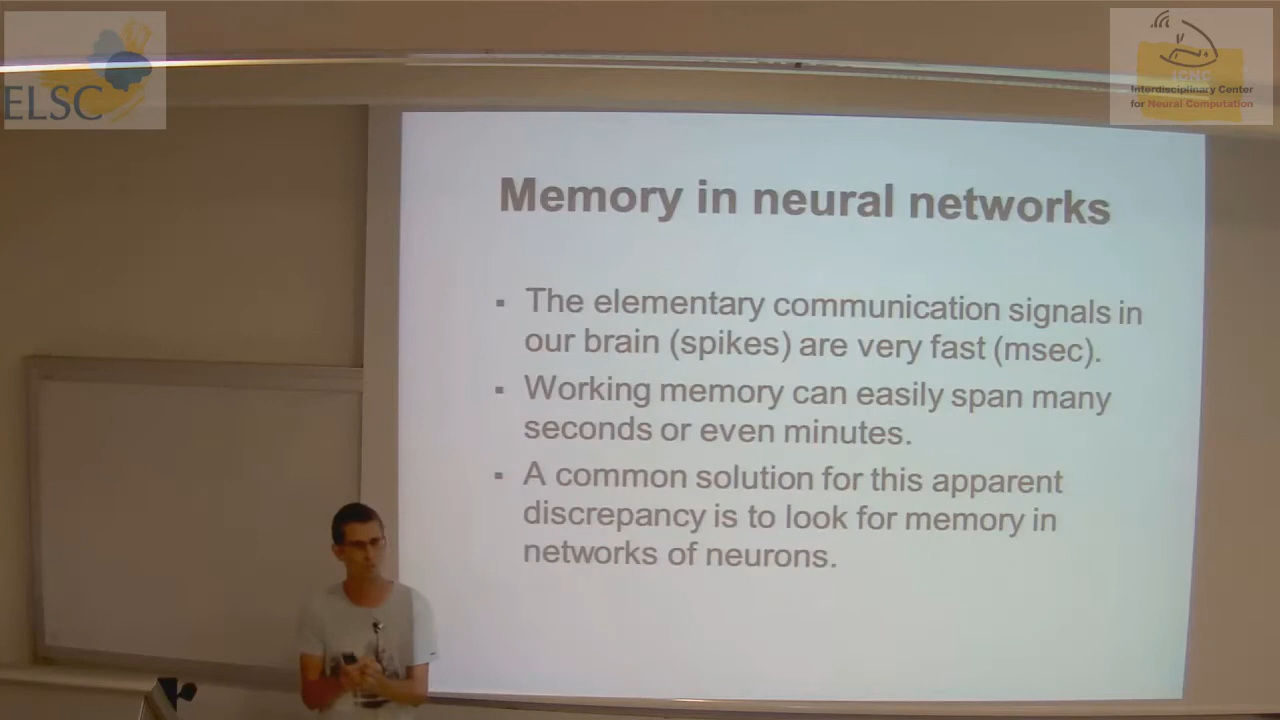 ELSC
ICNC
Interdisciplinary Center
for Neural Computation
Memory in neural networks
▪ The elementary communication signals in
our brain (spikes) are very fast (msec).
▪ Working memory can easily span many
seconds or even minutes.
▪ A common solution for this apparent
discrepancy is to look for memory in
networks of neurons.